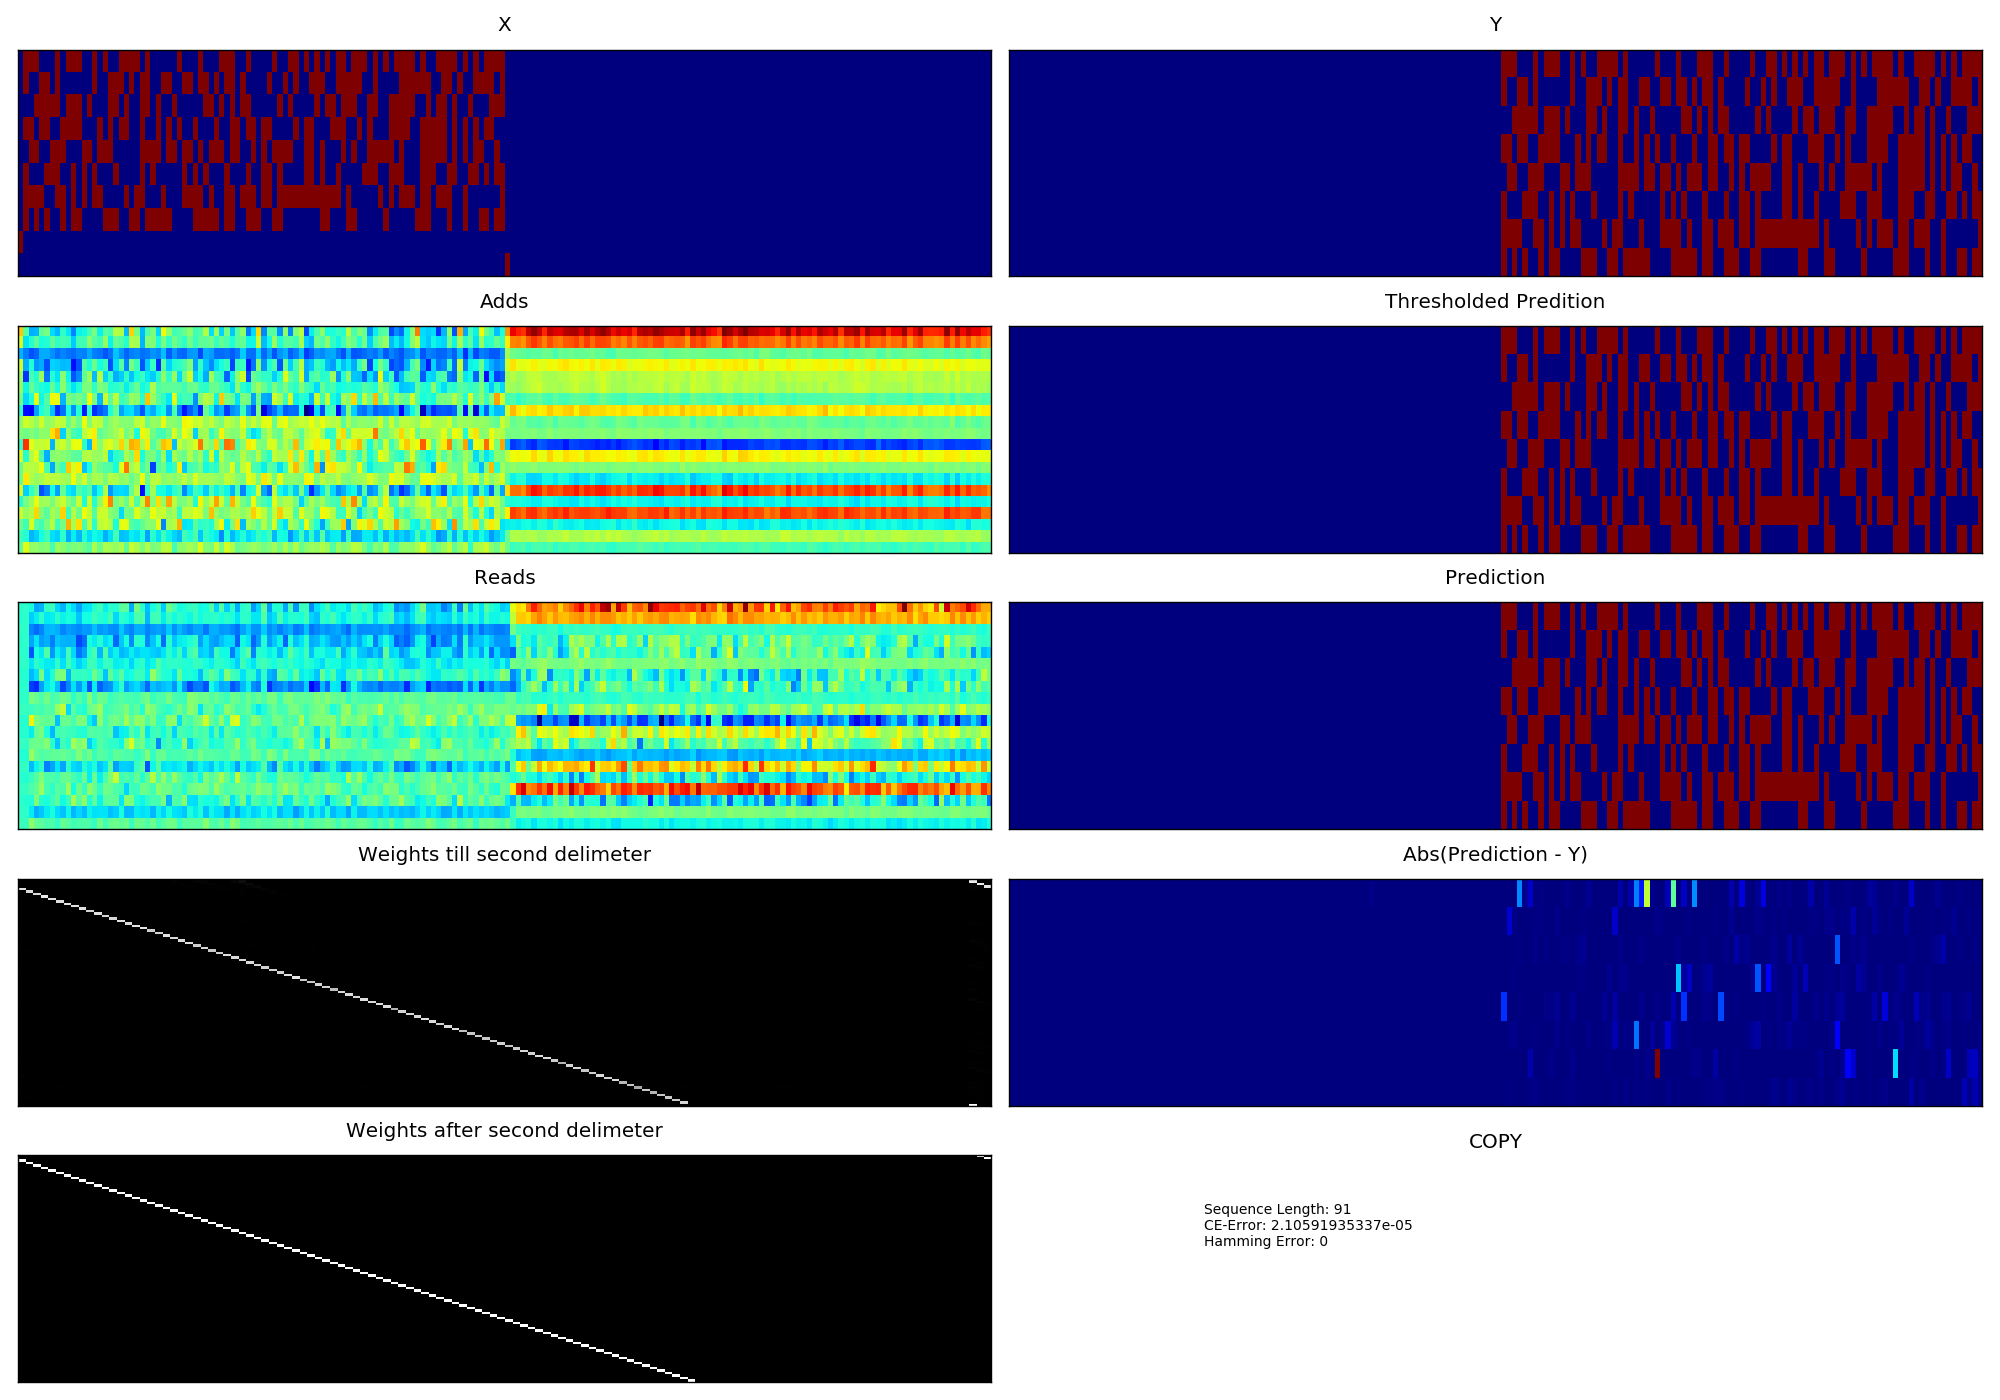 X
Y
Adds
Thresholded Predition
Reads
Prediction
Weights till second delimeter
Abs(Prediction - Y)
Weights after second delimeter
COPY
Sequence Length: 91
CE-Error: 2.10591935337e-05
Hamming Error: 0